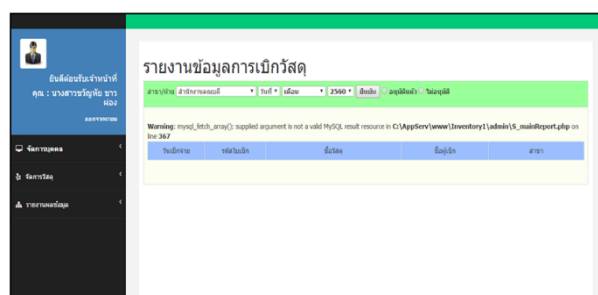 ยินดีต้อนรับเจ้าหน้าที่
คุณ : นางสาวขวัญหทัย ขาว
ผ่อง
ออกจากระบบ
จัดการบุคคล
จัดการวัสดุ
รายงานผลข้อมูล
รายงานข้อมูลการเบิกวัสดุ
สาขา/ฝ่าย สำนักงานคณบดี วันที่ เดือน 2560 ยืนยัน อนุมัติแล้ว ไม่อนุมัติ
Warning: mysql_fetch_array(): supplied argument is not a valid MySQL result resource in C:\AppServ\www\Inventory1\admin\S_mainReport.php on
line 367
วันเบิกจ่าย รหัสใบเบิก ชื่อวัสดุ ชื่อผู้เบิก สาขา